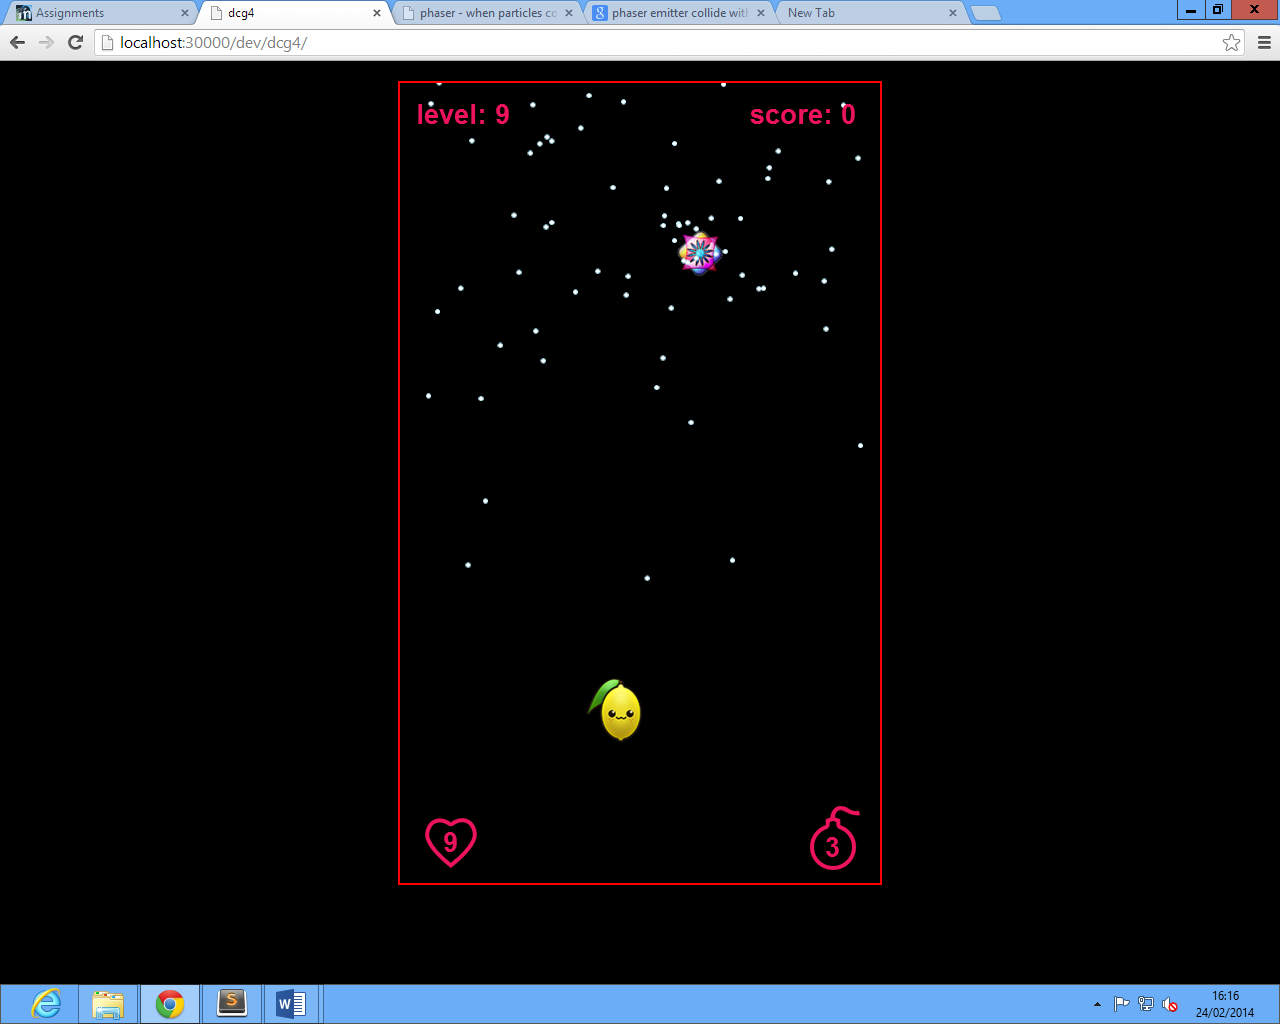 Assignments
dcg4
phaser - when particles co
phaser emitter collide with
New Tab
localhost:30000/dev/dcg4/
level: 9
score: 0
9
3
16:16
24/02/2014